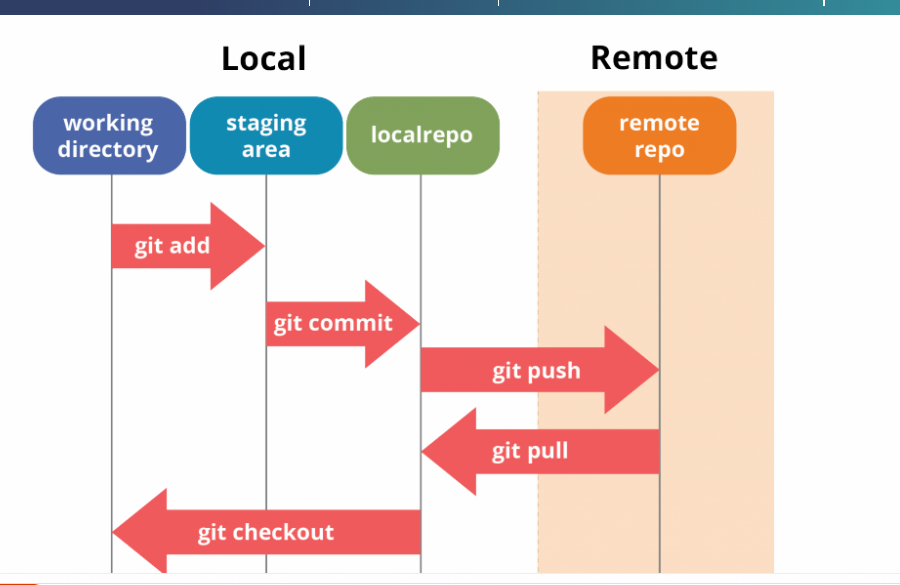 Local
Remote
working
directory
staging
area
localrepo
remote
repo
git add
git commit
git push
git pull
git checkout